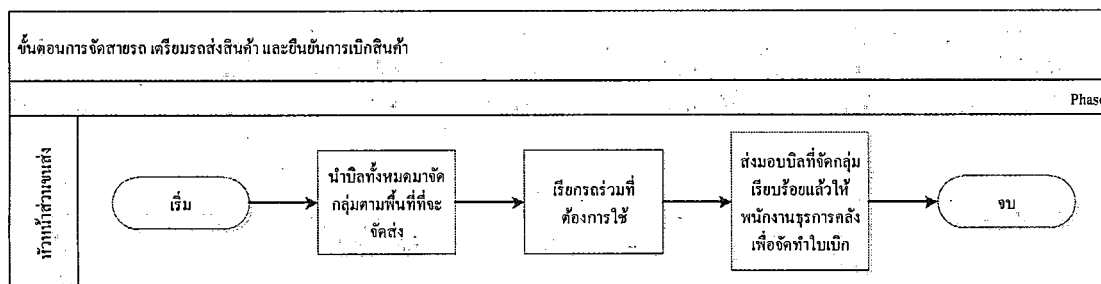 ขั้นตอนการจัดสายรถ เตรียมรถส่งสินค้า และยืนยันการเบิกสินค้า
Phase
หัวหน้าส่วนขนส่ง
เริ่ม
นำบิลทั้งหมดมาจัด
กลุ่มตามพื้นที่ที่จะ
จัดส่ง
เรียกรถร่วมที่
ต้องการใช้
ส่งมอบบิลที่จัดกลุ่ม
เรียบร้อยแล้วให้
พนักงานธุรการคลัง
เพื่อจัดทำใบเบิก
จบ